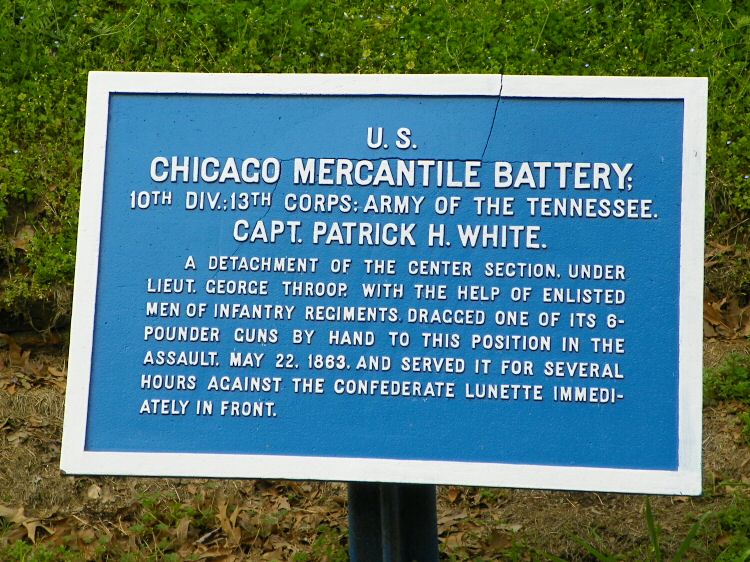 U.S.
CHICAGO MERCANTILE BATTERY;
10TH DIV.; 13TH CORPS; ARMY OF THE TENNESSEE.
CAPT. PATRICK H. WHITE.
A DETACHMENT OF THE CENTER SECTION, UNDER
LIEUT. GEORGE THROOP, WITH THE HELP OF ENLISTED
MEN OF INFANTRY REGIMENTS, DRAGGED ONE OF ITS 6-
POUNDER GUNS BY HAND TO THIS POSITION IN THE
ASSAULT, MAY 22, 1863, AND SERVED IT FOR SEVERAL
HOURS AGAINST THE CONFEDERATE LUNETTE IMMEDI-
ATELY IN FRONT.